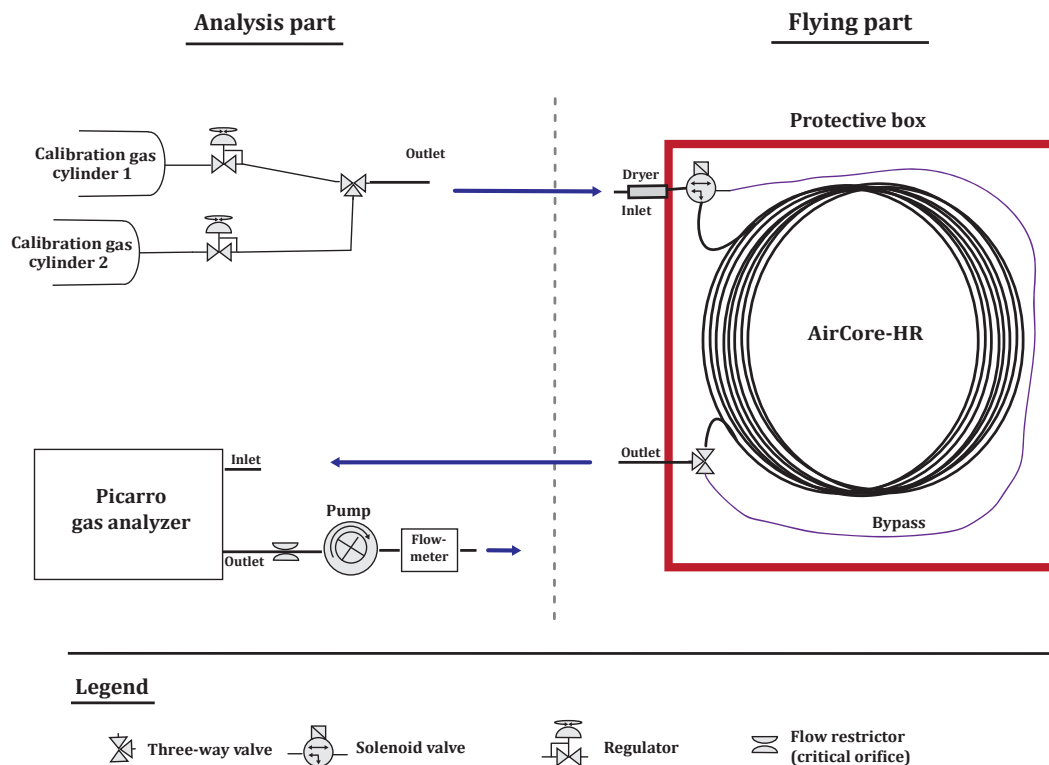 Analysis part
Flying part
Protective box
Calibration gas
cylinder 1
Outlet
Dryer
Inlet
Calibration gas
cylinder 2
AirCore-HR
Inlet
Outlet
Picarro
gas analyzer
Pump
Flow-
meter
Outlet
Bypass
Legend
Three-way valve
Solenoid valve
Regulator
Flow restrictor
(critical orifice)